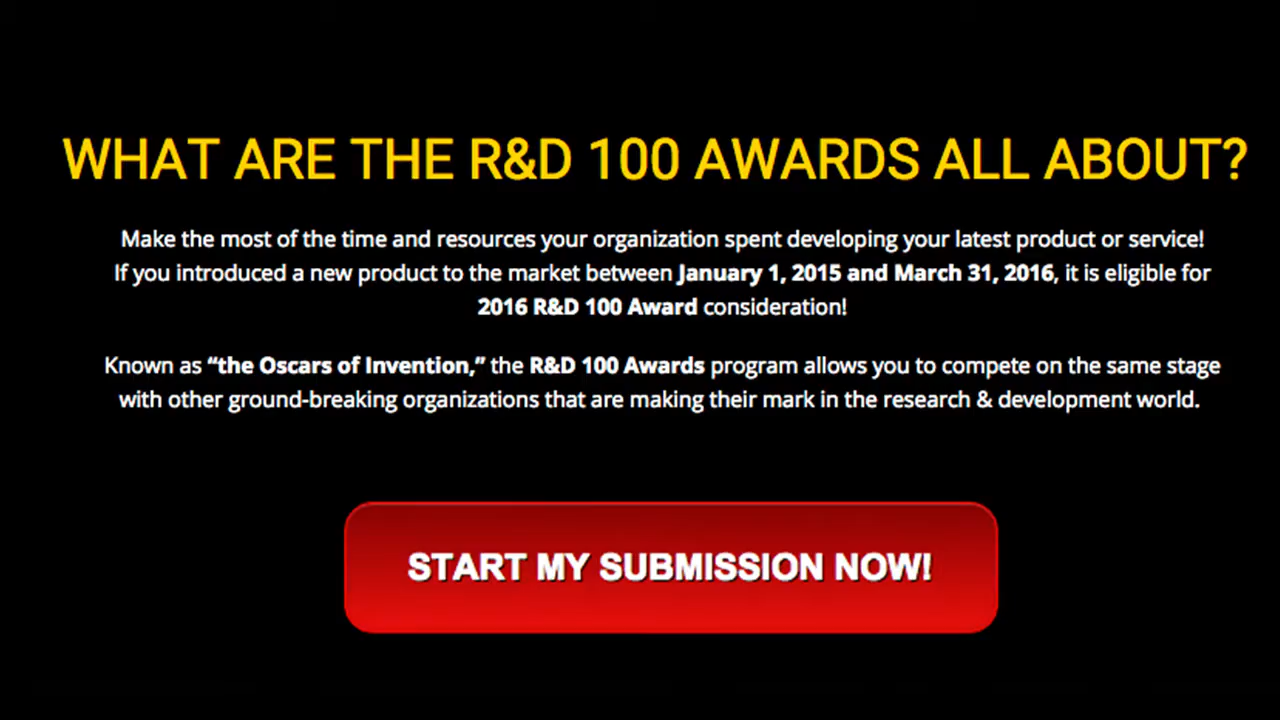 WHAT ARE THE R&D 100 AWARDS ALL ABOUT?
Make the most of the time and resources your organization spent developing your latest product or service!
If you introduced a new product to the market between January 1, 2015 and March 31, 2016, it is eligible for
2016 R&D 100 Award consideration!
Known as “the Oscars of Invention,” the R&D 100 Awards program allows you to compete on the same stage
with other ground-breaking organizations that are making their mark in the research & development world.
START MY SUBMISSION NOW!